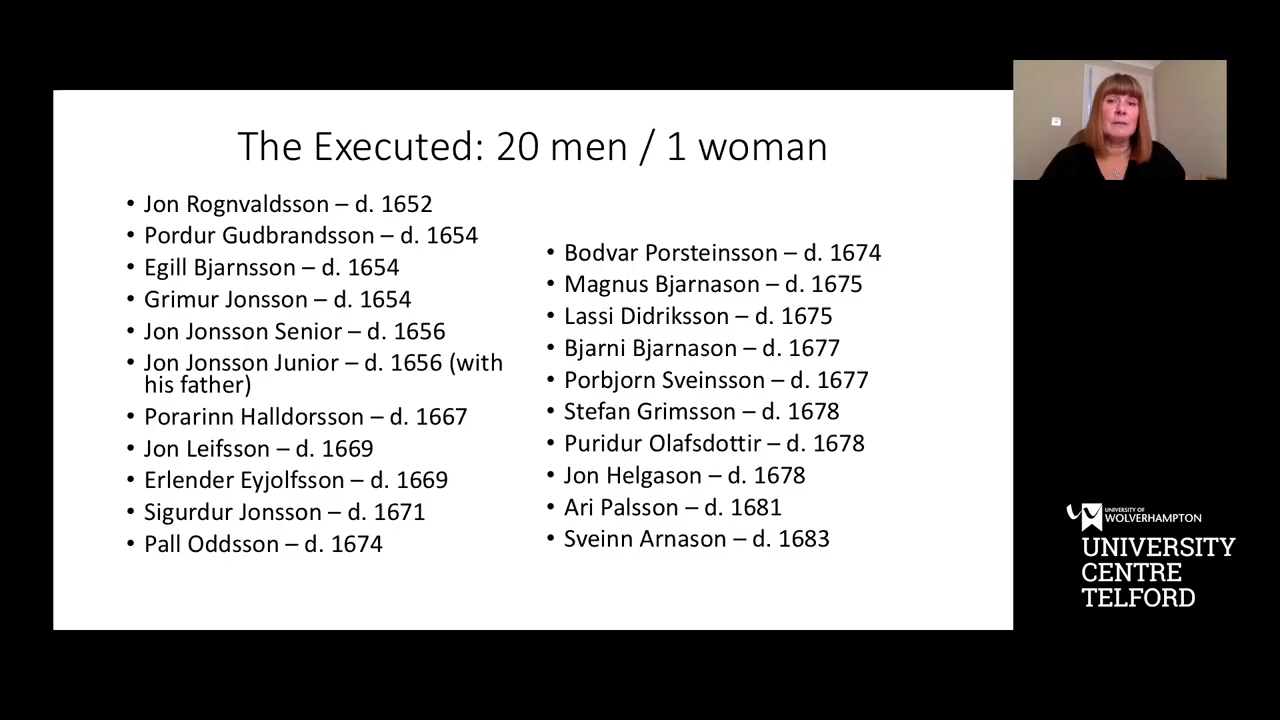 The Executed: 20 men / 1 woman
• Jon Rognvaldsson – d. 1652
• Pordur Gudbrandsson – d. 1654
• Egill Bjarnsson – d. 1654
• Grimur Jonsson – d. 1654
• Jon Jonsson Senior – d. 1656
• Jon Jonsson Junior – d. 1656 (with
his father)
• Porarinn Halldorsson – d. 1667
• Jon Leifsson – d. 1669
• Erlender Eyjolfsson – d. 1669
• Sigurdur Jonsson – d. 1671
• Pall Oddsson – d. 1674
• Bodvar Porsteinsson – d. 1674
• Magnus Bjarnason – d. 1675
• Lassi Didriksson – d. 1675
• Bjarni Bjarnason – d. 1677
• Porbjorn Sveinsson – d. 1677
• Stefan Grimsson – d. 1678
• Puridur Olafsdottir – d. 1678
• Jon Helgason – d. 1678
• Ari Palsson – d. 1681
• Sveinn Arnason – d. 1683
UNIVERSITY OF
WOLVERHAMPTON
UNIVERSITY
CENTRE
TELFORD